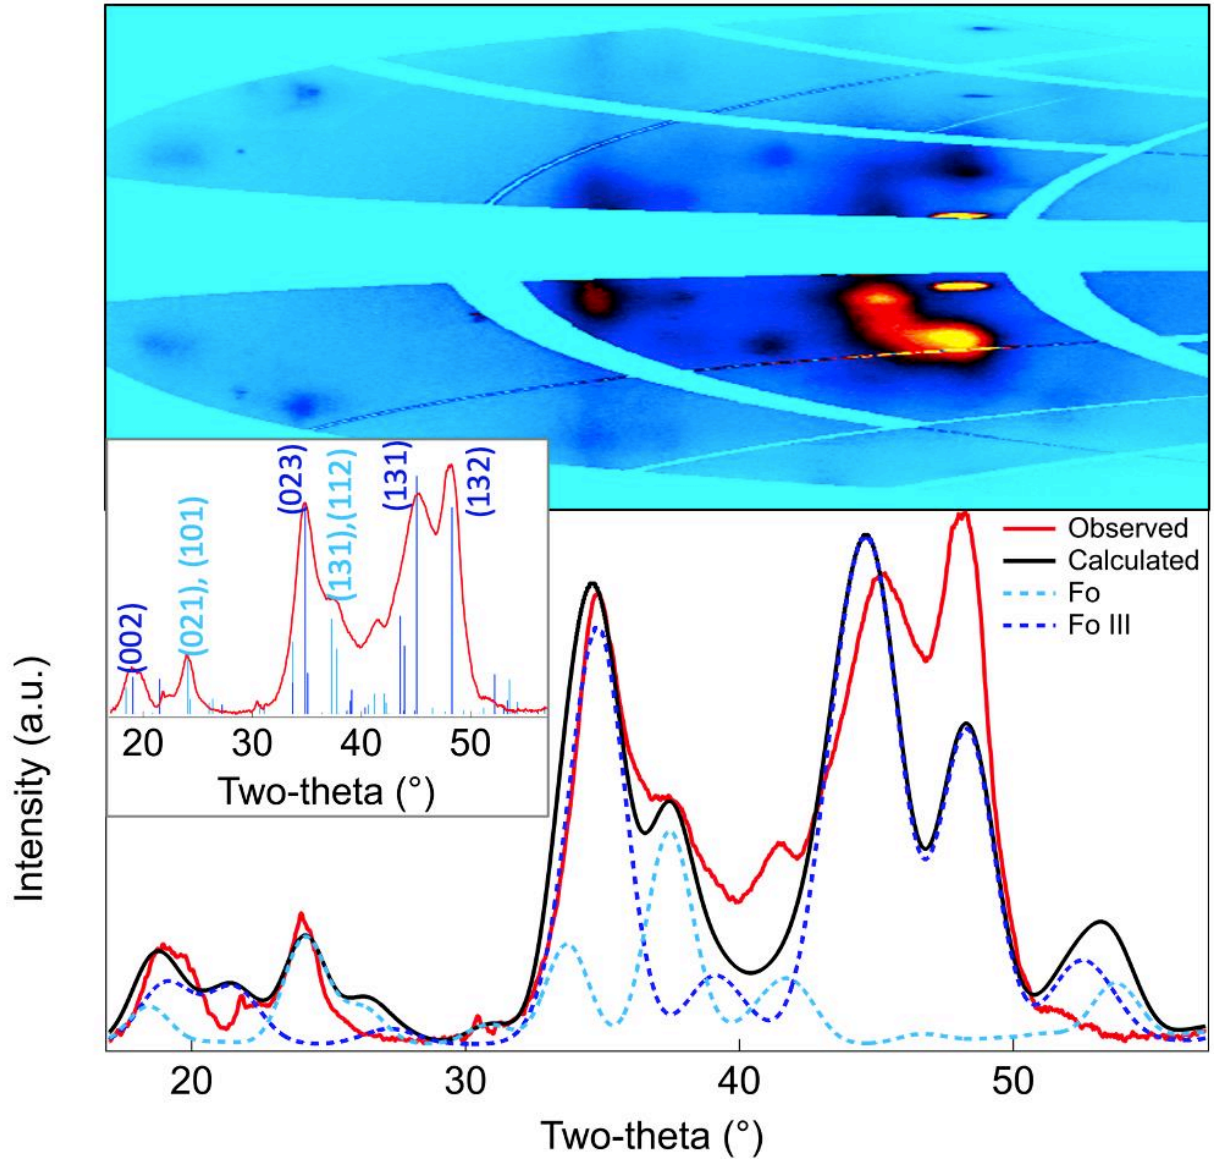 (002)
(021), (101)
(023)
(131),(112)
(131)
(132)
20 30 40 50
Two-theta (°)
Observed
Calculated
Fo
Fo III
Intensity (a.u.)
20 30 40 50
Two-theta (°)